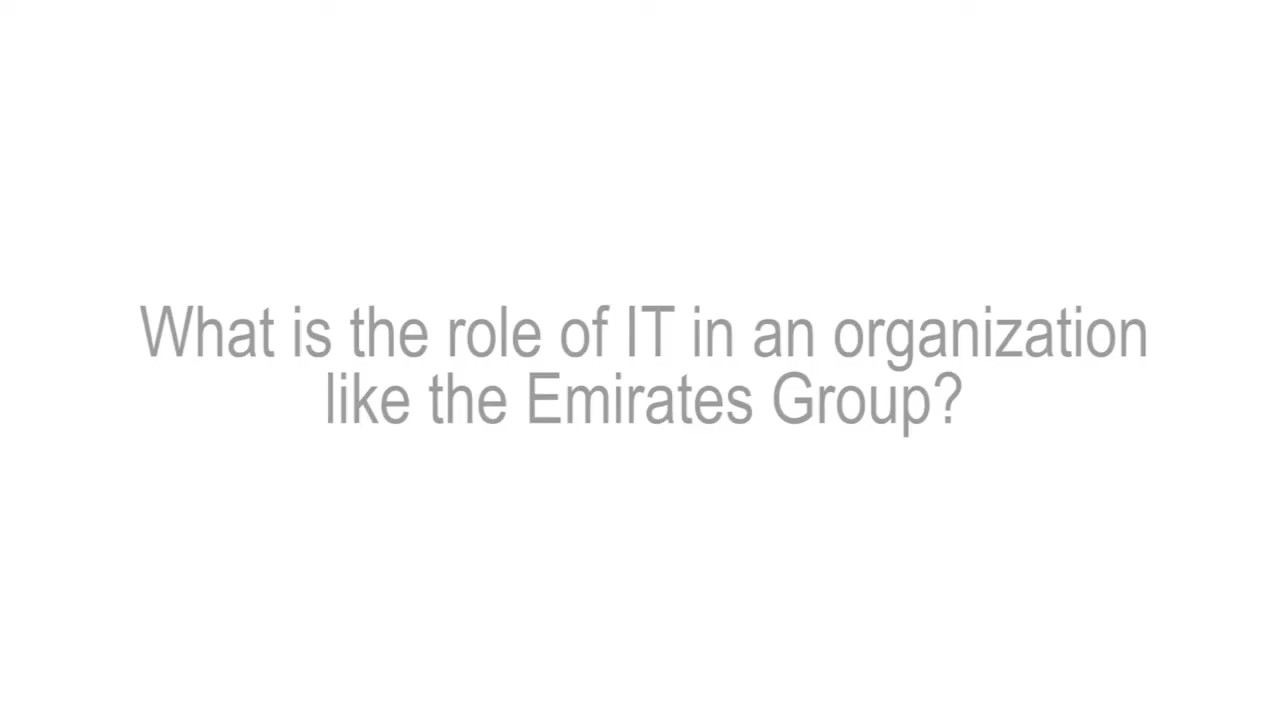 What is the role of IT in an organization
like the Emirates Group?